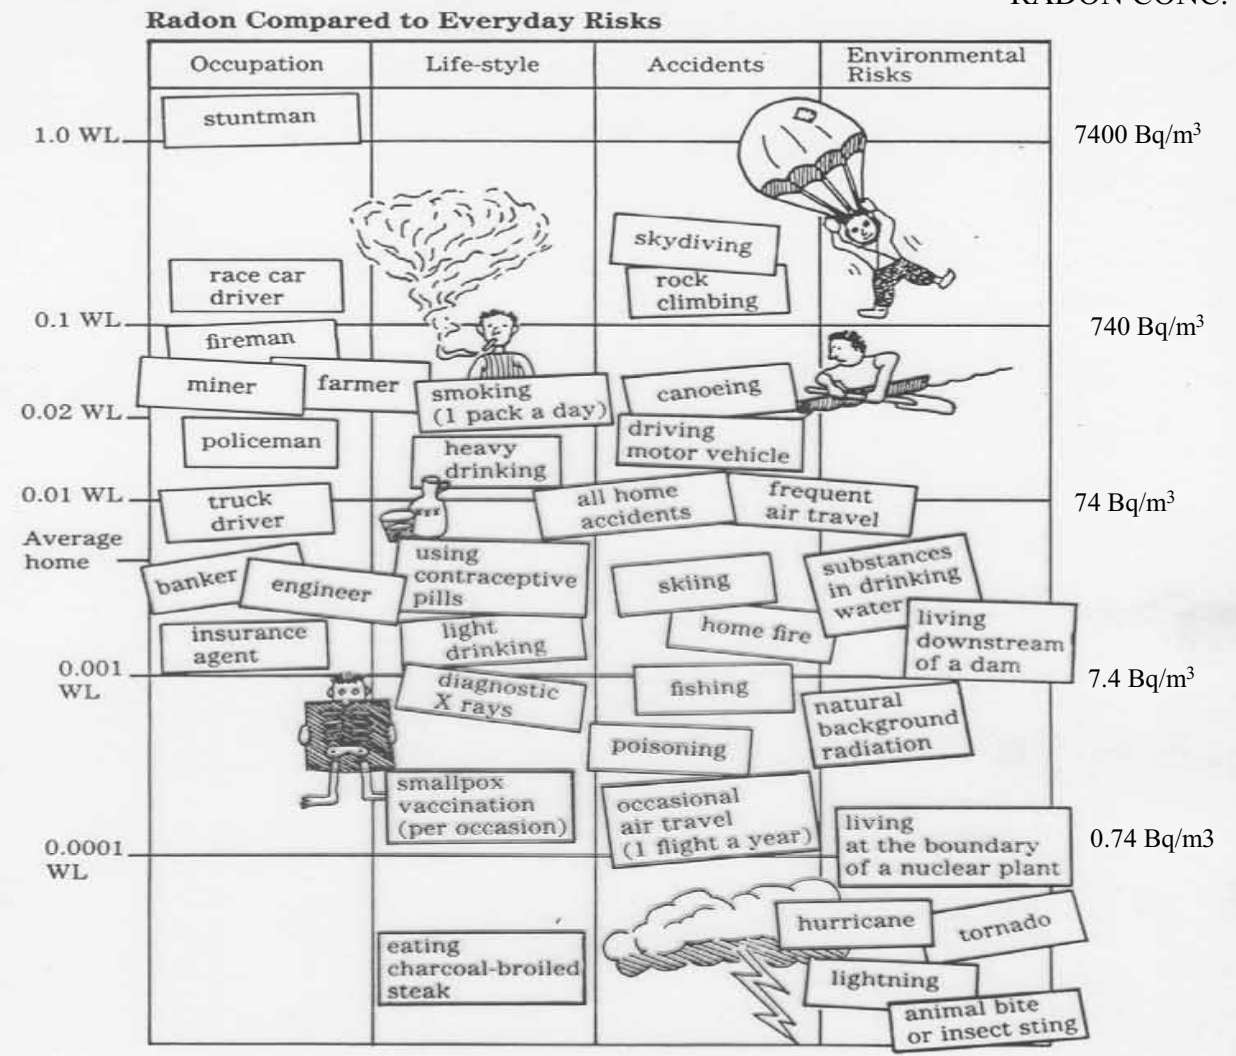 RADON CONC.
Radon Compared to Everyday Risks
Occupation
Life-style
Accidents
Environmental
Risks
stuntman
1.0 WL
7400 Bq/m³
skydiving
race car
driver
rock
climbing
0.1 WL
740 Bq/m³
fireman
miner
farmer
smoking
(1 pack a day)
canoeing
0.02 WL
policeman
driving
motor vehicle
heavy
drinking
0.01 WL
74 Bq/m³
truck
driver
xxx
all home
accidents
frequent
air travel
Average
home
banker
engineer
using
contraceptive
pills
skiing
substances
in drinking
water
insurance
agent
light
drinking
home fire
living
downstream
of a dam
0.001
WL
7.4 Bq/m³
diagnostic
X rays
fishing
natural
background
radiation
poisoning
smallpox
vaccination
(per occasion)
occasional
air travel
(1 flight a year)
living
at the boundary
of a nuclear plant
0.0001
WL
0.74 Bq/m3
hurricane
tornado
eating
charcoal-broiled
steak
lightning
animal bite
or insect sting